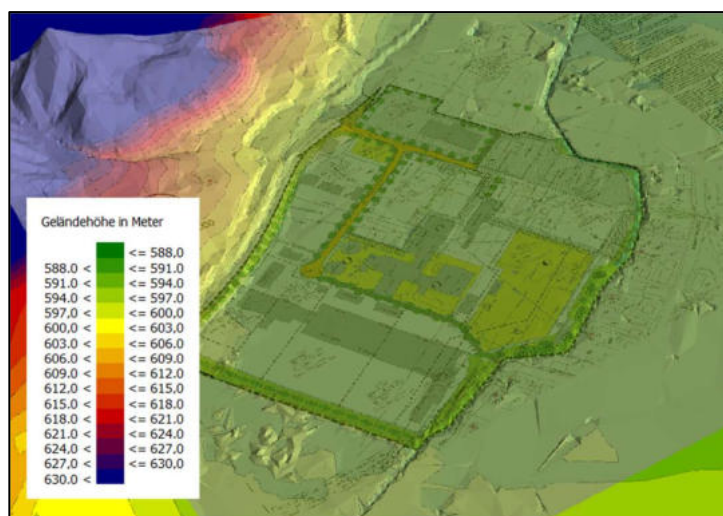 Geländehöhe in Meter
<= 588.0
588.0 < <= 591.0
591.0 < <= 594.0
594.0 < <= 597.0
597.0 < <= 600.0
600.0 < <= 603.0
603.0 < <= 606.0
606.0 < <= 609.0
609.0 < <= 612.0
612.0 < <= 615.0
615.0 < <= 618.0
618.0 < <= 621.0
621.0 < <= 624.0
624.0 < <= 627.0
627,0 < <= 630.0
630.0 <